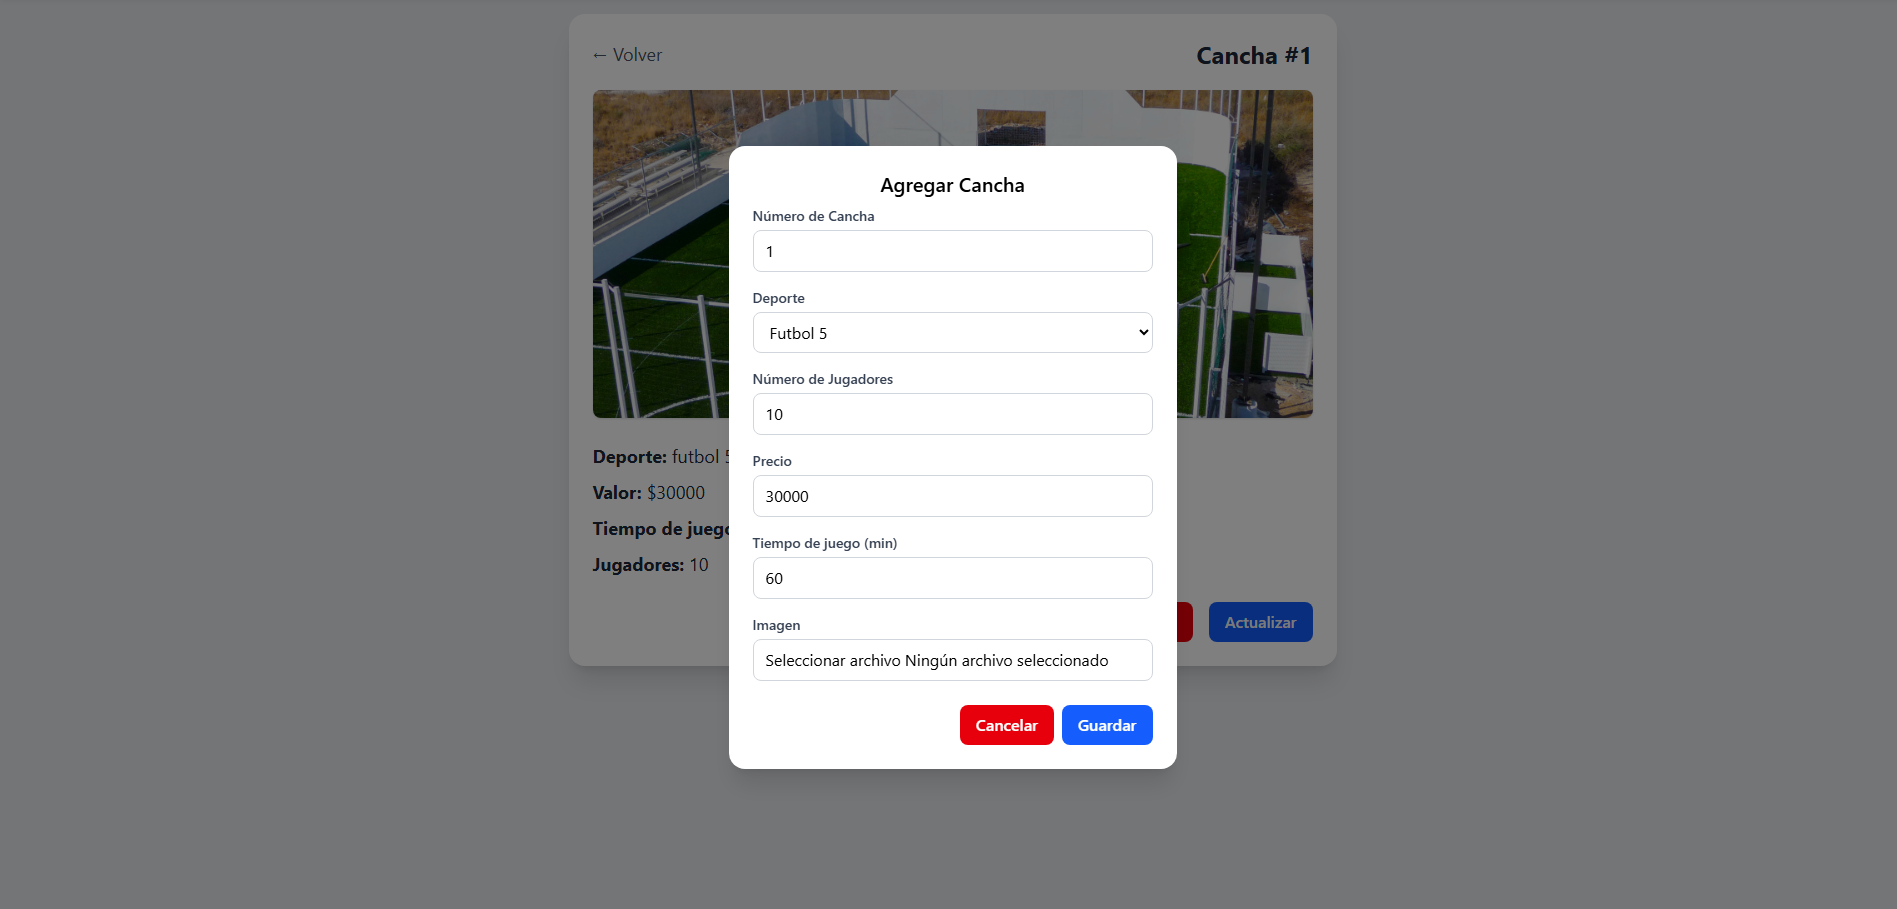 ← Volver
Cancha #1
Agregar Cancha
Número de Cancha
1
Deporte
Futbol 5
Número de Jugadores
10
Precio
30000
Tiempo de juego (min)
60
Imagen
Seleccionar archivo Ningún archivo seleccionado
Cancelar
Guardar
Deporte: futbol 5
Valor: $30000
Tiempo de juego
Jugadores: 10
Actualizar